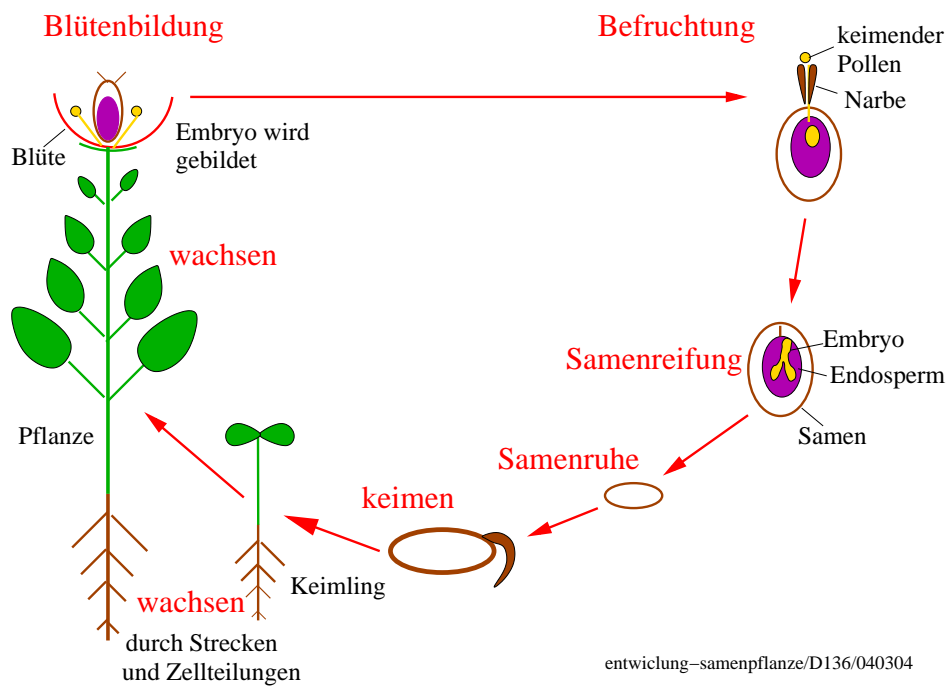 Blütenbildung
Befruchtung
keimender
Pollen
Narbe
Blüte
Embryo wird
gebildet
wachsen
Embryo
Endosperm
Samen
Samenreifung
Samenruhe
keimen
Pflanze
Keimling
wachsen
durch Strecken
und Zellteilungen
entwiclung−samenpflanze/D136/040304